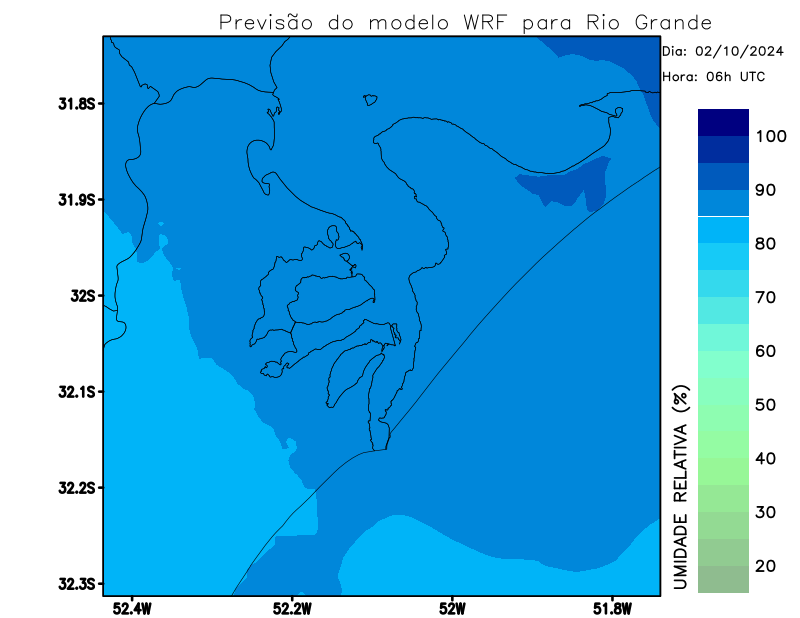 Previsão do modelo WRF para Rio Grande
Dia: 02/10/2024
Hora: 06h UTC
31.8S
31.9S
32S
32.1S
32.2S
32.3S
52.4W
52.2W
52W
51.8W
UMIDADE RELATIVA (%)
100
90
80
70
60
50
40
30
20